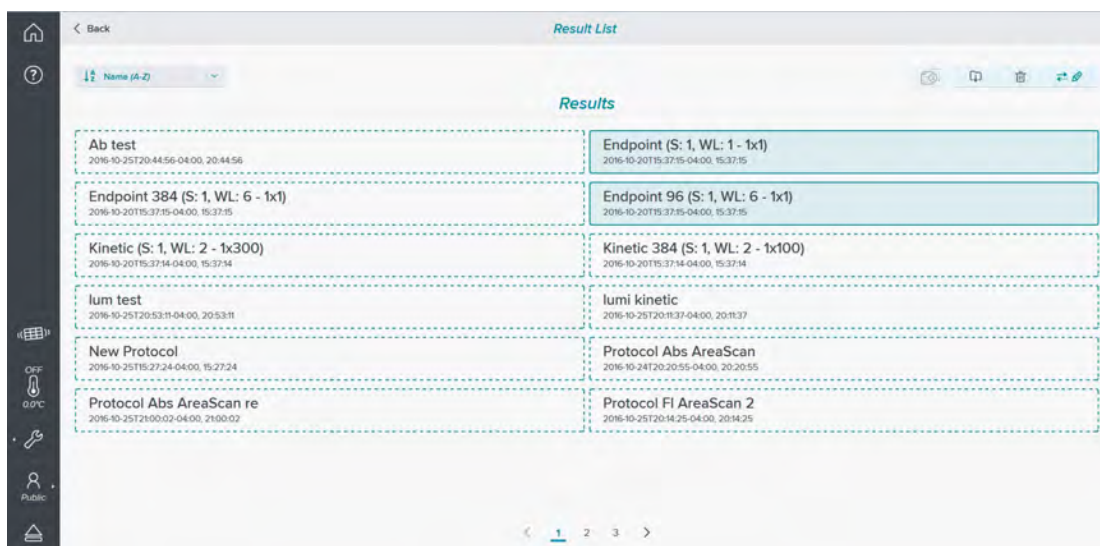 < Back
Result List
Name (A-Z)
Results
Ab test
2016-10-25T20:44:56-04:00, 20:44:56
Endpoint (S: 1, WL: 1 - 1x1)
2016-10-20T15:37:15-04:00, 15:37:15
Endpoint 384 (S: 1, WL: 6 - 1x1)
2016-10-20T15:37:15-04:00, 15:37:15
Endpoint 96 (S: 1, WL: 6 - 1x1)
2016-10-20T15:37:15-04:00, 15:37:15
Kinetic (S: 1, WL: 2 - 1x300)
2016-10-20T15:37:14-04:00, 15:37:14
Kinetic 384 (S: 1, WL: 2 - 1x100)
2016-10-20T15:37:14-04:00, 15:37:14
lum test
2016-10-25T20:53:11-04:00, 20:53:11
lumi kinetic
2016-10-25T20:11:37-04:00, 20:11:37
New Protocol
2016-10-25T15:27:24-04:00, 15:27:24
Protocol Abs AreaScan
2016-10-24T20:20:55-04:00, 20:20:55
Protocol Abs AreaScan re
2016-10-25T21:00:02-04:00, 21:00:02
Protocol Fl AreaScan 2
2016-10-25T20:14:25-04:00, 20:14:25
OFF
0.0°C
Public
< 1 2 3 >